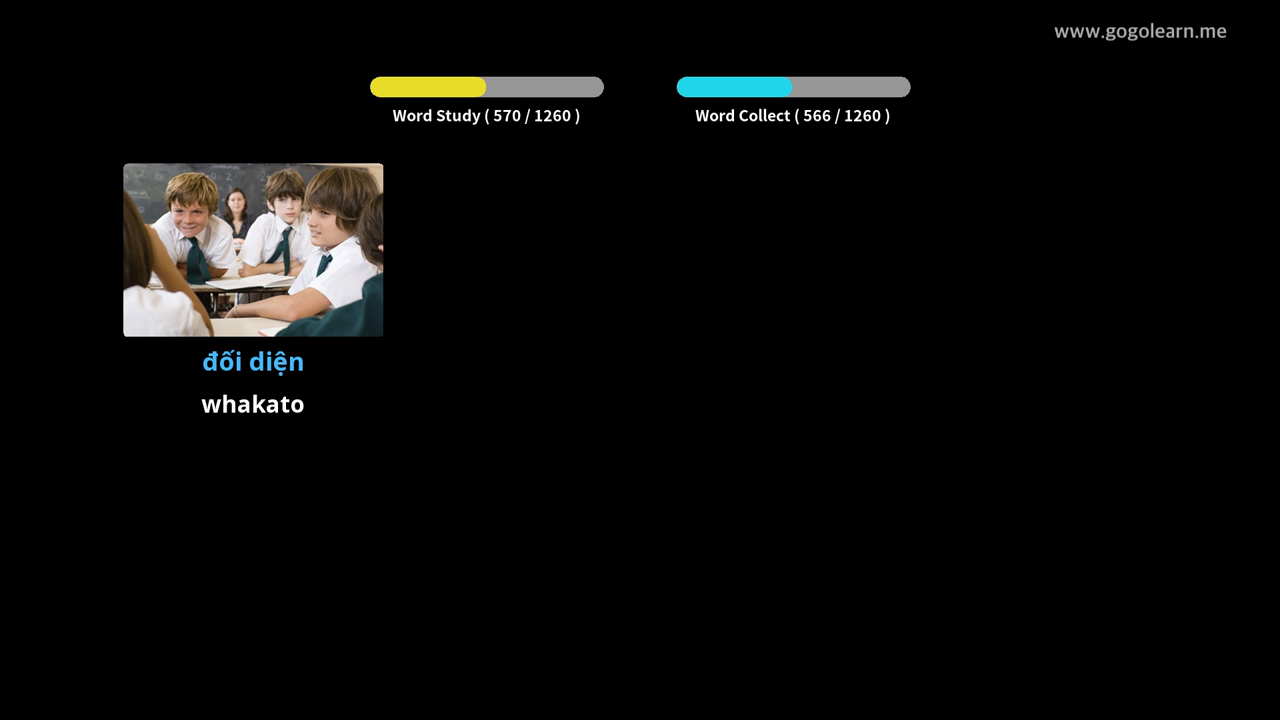 www.gogolearn.me
Word Study ( 570 / 1260 )
Word Collect ( 566 / 1260 )
đối diện
whakato